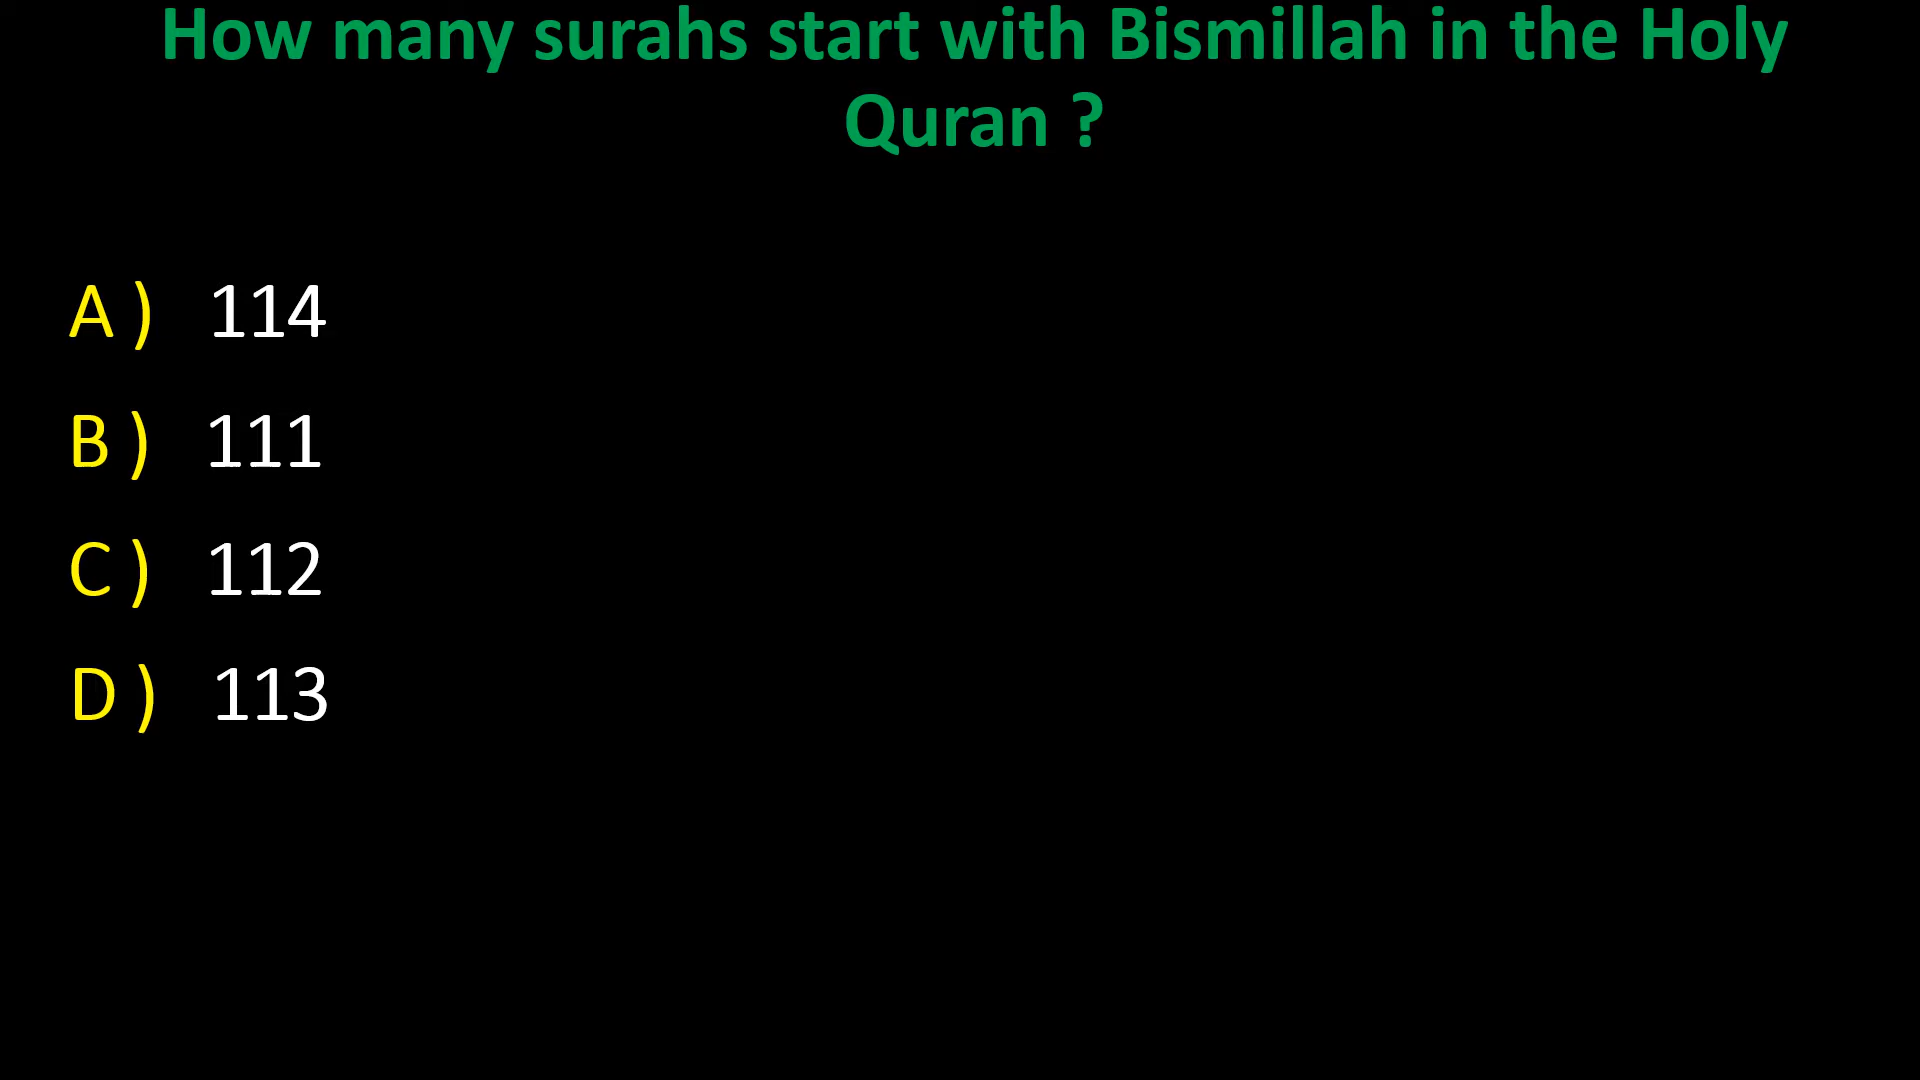 How many surahs start with Bismillah in the Holy
Quran ?
A ) 114
B ) 111
C ) 112
D ) 113